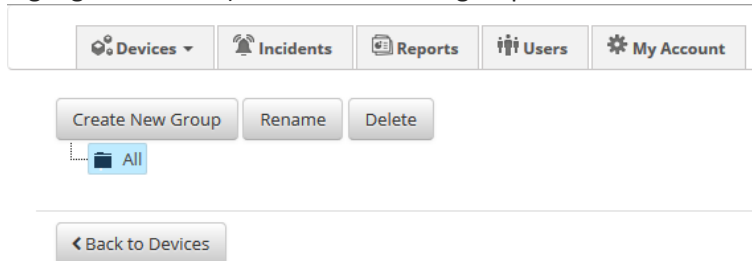 Devices Incidents Reports Users My Account
Create New Group Rename Delete
All
Back to Devices